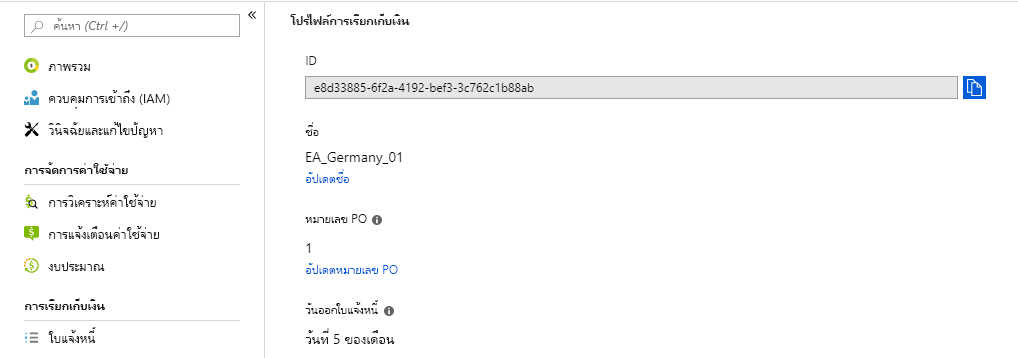 ค้นหา (Ctrl +/)
«
ภาพรวม
ควบคุมการเข้าถึง (IAM)
วินิจฉัยและแก้ไขปัญหา
การจัดการค่าใช้จ่าย
การวิเคราะห์ค่าใช้จ่าย
การแจ้งเตือนค่าใช้จ่าย
งบประมาณ
การเรียกเก็บเงิน
ใบแจ้งหนี้
โปรไฟล์การเรียกเก็บเงิน
ID
e8d33885-6f2a-4192-bef3-3c762c1b88ab
ชื่อ
EA_Germany_01
อัปเดตชื่อ
หมายเลข PO
1
อัปเดตหมายเลข PO
วันออกใบแจ้งหนี้
วันที่ 5 ของเดือน